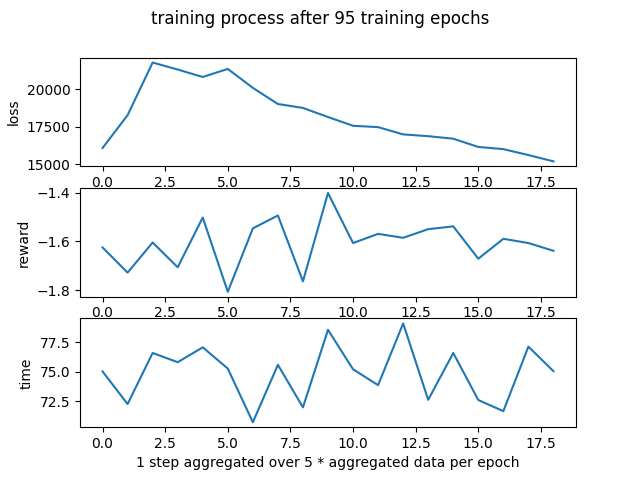 training process after 95 training epochs
20000
17500
15000
loss
0.0 2.5 5.0 7.5 10.0 12.5 15.0 17.5
−1.4
−1.6
−1.8
reward
0.0 2.5 5.0 7.5 10.0 12.5 15.0 17.5
77.5
75.0
72.5
time
0.0 2.5 5.0 7.5 10.0 12.5 15.0 17.5
1 step aggregated over 5 * aggregated data per epoch